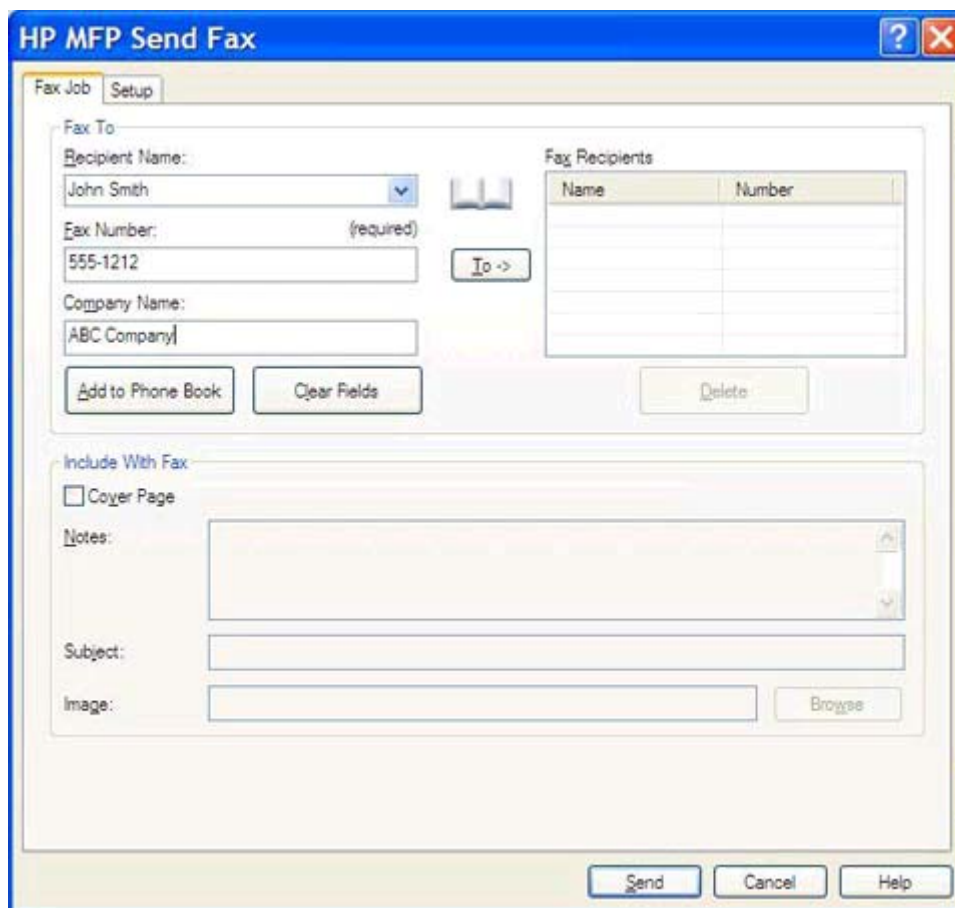 HP MFP Send Fax
Fax Job Setup
Fax To
Recipient Name:
John Smith
Fax Number: (required)
555-1212
Company Name:
ABC Company
Add to Phone Book Clear Fields
To ->
Fax Recipients
Name Number
Delete
Include With Fax
Cover Page
Notes:
Subject:
Image: Browse
Send Cancel Help